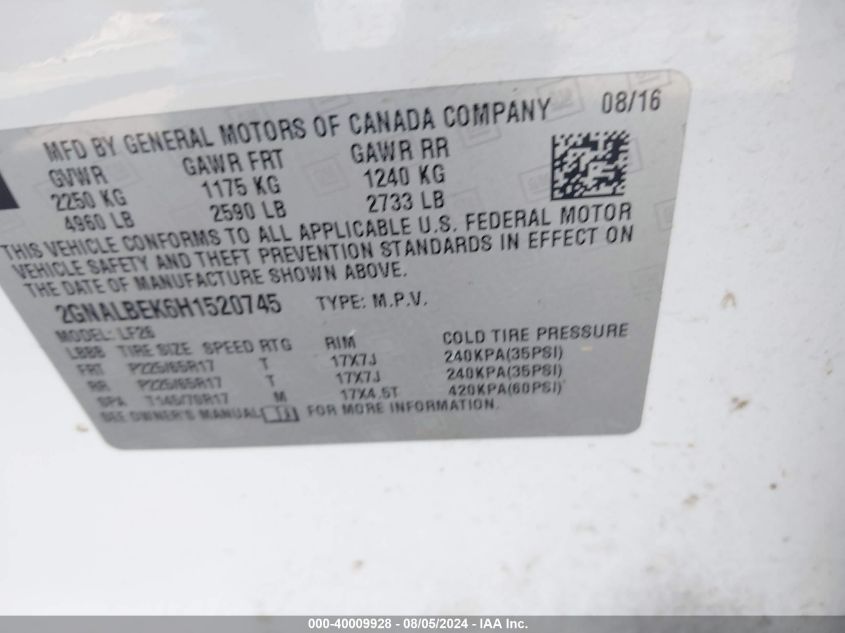 MFD BY GENERAL MOTORS OF CANADA COMPANY 08/16
GVWR GAWR FRT GAWR RR
2250 KG 1175 KG 1240 KG
4960 LB 2590 LB 2733 LB
THIS VEHICLE CONFORMS TO ALL APPLICABLE U.S. FEDERAL MOTOR
VEHICLE SAFETY AND THEFT PREVENTION STANDARDS IN EFFECT ON
THE DATE OF MANUFACTURE SHOWN ABOVE.
2GNALBEK6H1520745 TYPE: M.P.V.
MODEL: LF26
LBBB TIRE SIZE SPEED RTG RIM COLD TIRE PRESSURE
FRT P225/65R17 T 17X7J 240KPA(35PSI)
RR P225/65R17 T 17X7J 240KPA(35PSI)
SPA T145/70R17 M 17X4.5T 420KPA(60PSI)
SEE OWNER'S MANUAL FOR MORE INFORMATION.
000-40009928 - 08/05/2024 - IAA Inc.